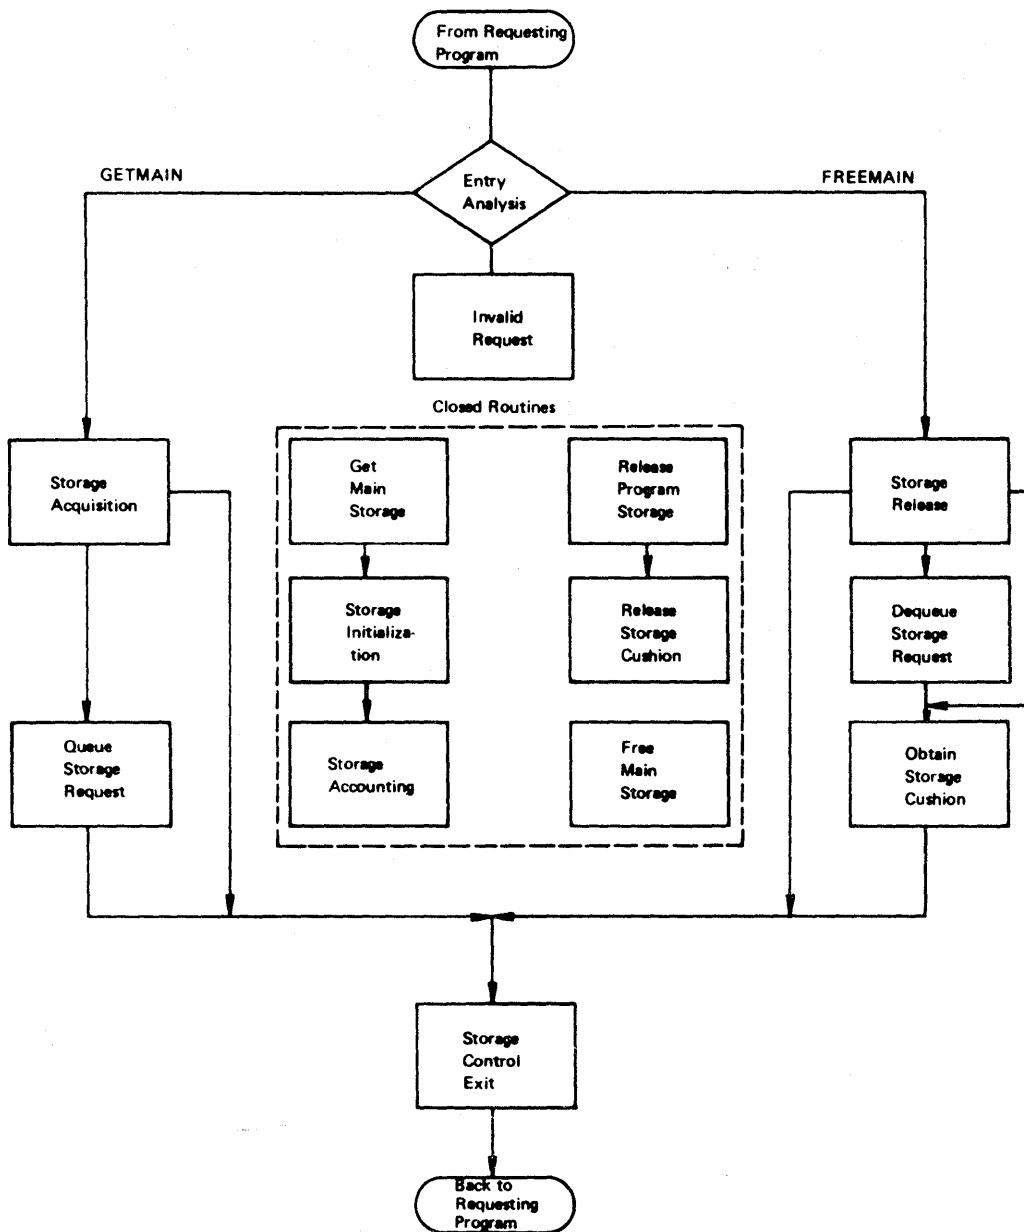 From Requesting
Program
GETMAIN
Entry
Analysis
FREEMAIN
Invalid
Request
Closed Routines
Storage
Acquisition
Get
Main
Storage
Release
Program
Storage
Storage
Release
Storage
Initializa-
tion
Release
Storage
Cushion
Dequeue
Storage
Request
Queue
Storage
Request
Storage
Accounting
Free
Main
Storage
Obtain
Storage
Cushion
Storage
Control
Exit
Back to
Requesting
Program